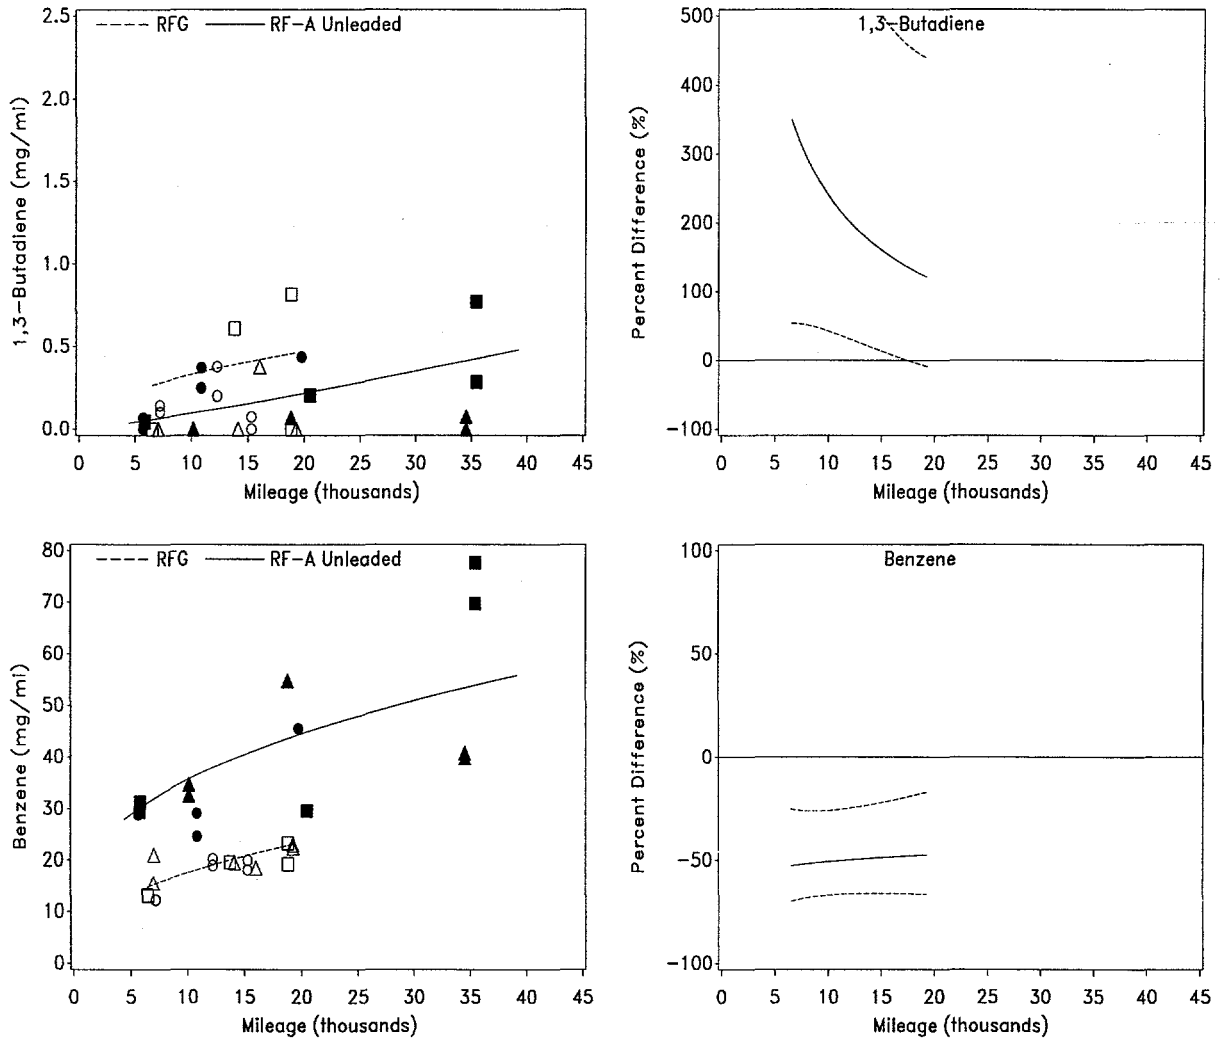 RFG RF-A Unleaded
2.5
2.0
1.5
1.0
0.5
0.0
1,3-Butadiene (mg/mi)
0 5 10 15 20 25 30 35 40 45
Mileage (thousands)
1,3-Butadiene
500
400
300
200
100
0
-100
Percent Difference (%)
0 5 10 15 20 25 30 35 40 45
Mileage (thousands)
RFG RF-A Unleaded
80
70
60
50
40
30
20
10
0
Benzene (mg/mi)
0 5 10 15 20 25 30 35 40 45
Mileage (thousands)
Benzene
100
50
0
-50
-100
Percent Difference (%)
0 5 10 15 20 25 30 35 40 45
Mileage (thousands)